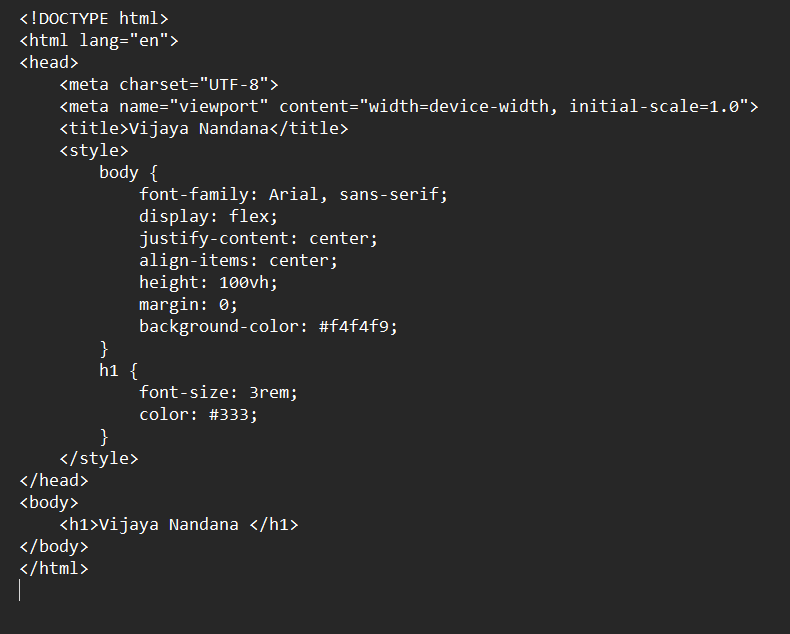 <!DOCTYPE html>
<html lang="en">
<head>
    <meta charset="UTF-8">
    <meta name="viewport" content="width=device-width, initial-scale=1.0">
    <title>Vijaya Nandana</title>
    <style>
        body {
            font-family: Arial, sans-serif;
            display: flex;
            justify-content: center;
            align-items: center;
            height: 100vh;
            margin: 0;
            background-color: #f4f4f9;
        }
        h1 {
            font-size: 3rem;
            color: #333;
        }
    </style>
</head>
<body>
    <h1>Vijaya Nandana </h1>
</body>
</html>